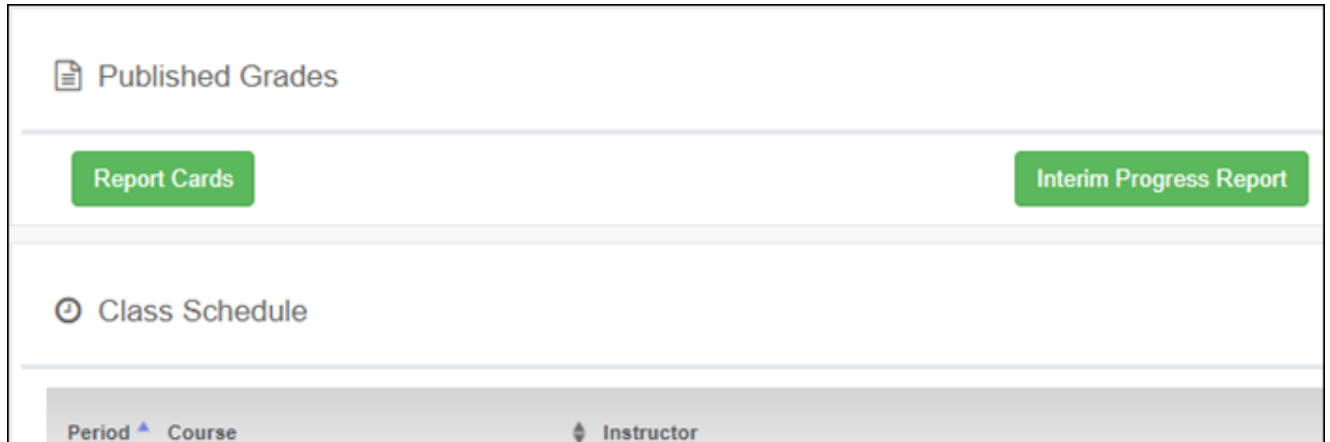 Published Grades
Report Cards Interim Progress Report
Class Schedule
Period Course Instructor